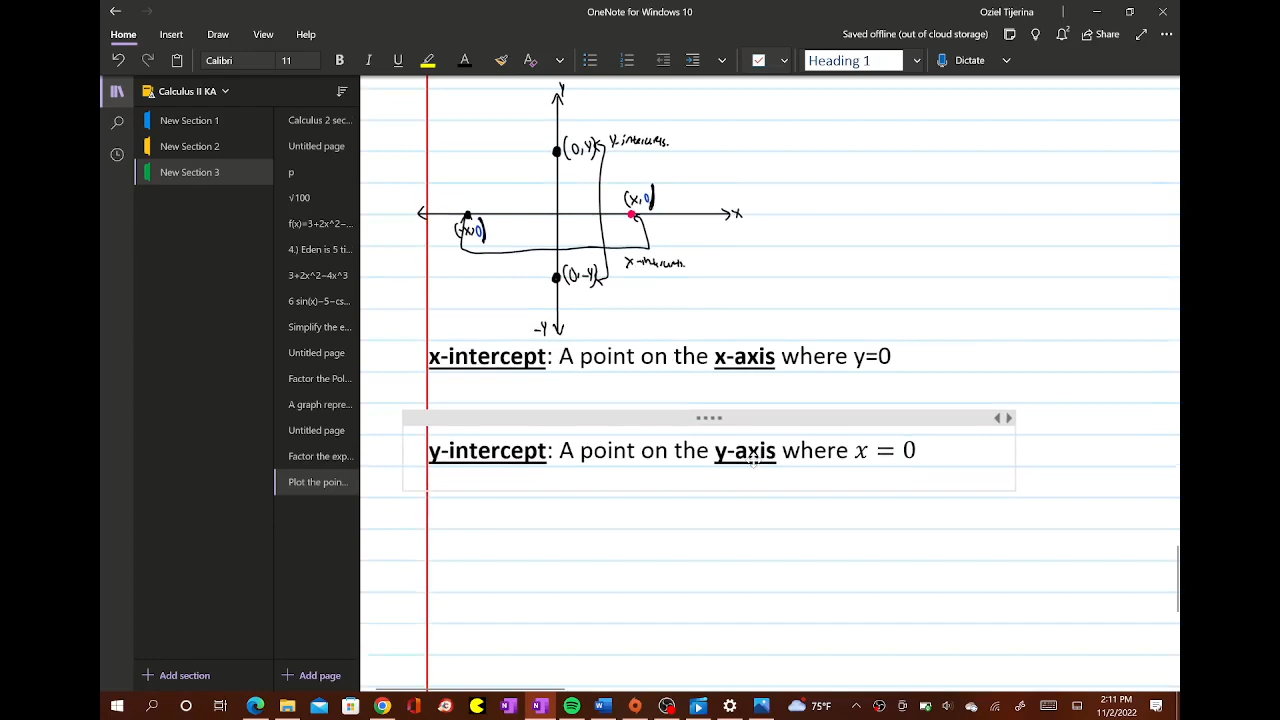 OneNote for Windows 10
Oziel Tijerina
Home Insert Draw View Help
Saved offline (out of cloud storage)
Share
Calibri 11 B I U A Heading 1 Dictate
Calculus II KA
New Section 1
New Section 2
New Section 3
Calculus 2 sec...
Untitled page
p
√100
f(x)=3+2x^2-...
4.) Eden is 5 ti...
3+2x^2-4x^3
6 sin(x)-5-cs...
Simplify the e...
Untitled page
Factor the Pol...
A graph repre...
Untitled page
Factor the exp...
Plot the poin...
Y
(0,Y)
(x,0)
x
(-x,0)
(0,-Y)
-Y
x-intercept: A point on the x-axis where y=0
y-intercept: A point on the y-axis where x = 0
Add section
Add page
75°F
2:11 PM
11/2/2022